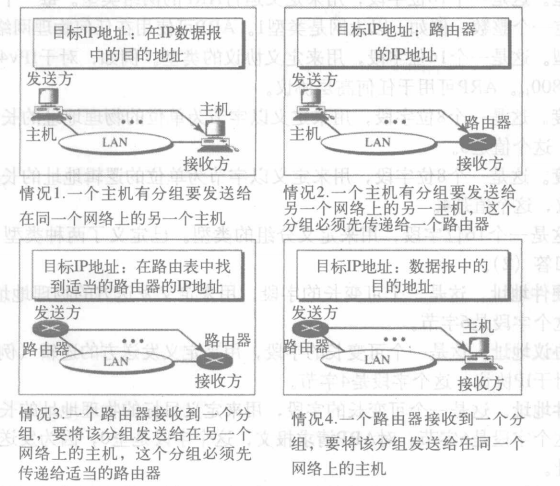 目标IP地址：在IP数据报
中的目的地址
发送方
主机
主机
LAN
接收方
情况1.一个主机有分组要发送给
在同一个网络上的另一个主机
目标IP地址：路由器
的IP地址
发送方
主机
路由器
LAN
接收方
情况2.一个主机有分组要发送给
另一个网络上的另一主机，这个
分组必须先传递给一个路由器
目标IP地址：在路由表中找
到适当的路由器的IP地址
发送方
路由器
路由器
LAN
接收方
情况3.一个路由器接收到一个分
组，要将该分组发送给在另一个
网络上的主机，这个分组必须先
传递给适当的路由器
目标IP地址：数据报中的
目的地址
发送方
主机
路由器
LAN
接收方
情况4.一个路由器接收到一个分
组，要将该分组发送给在同一个
网络上的主机